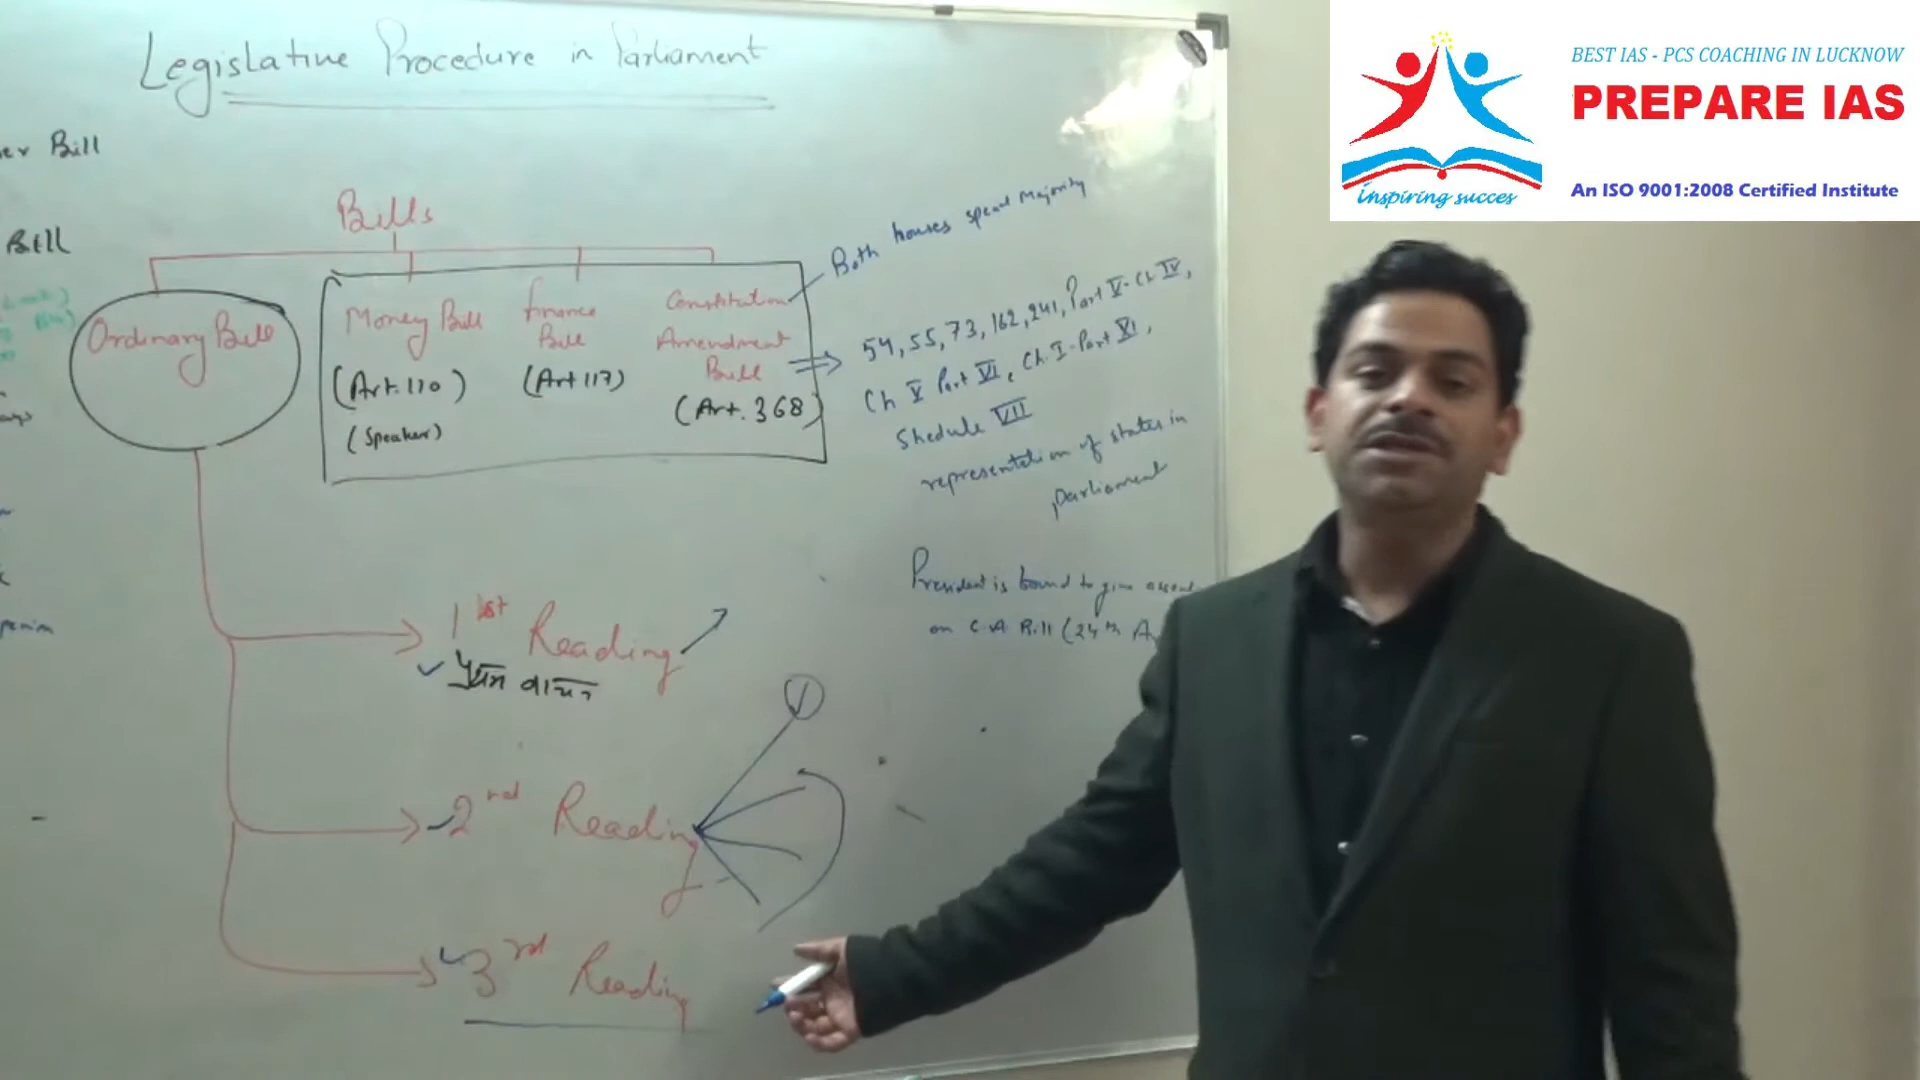 Legislative Procedure in Parliament
er Bill
Bill
Bills
Ordinary Bill
Money Bill
(Art. 110)
(Speaker)
finance
Bill
(Art 117)
Constitution
Amendment
Bill
(Art. 368)
Both houses special Majority
54, 55, 73, 162, 241, Part V-Ch IV,
Ch V Part VI, Ch. I-Part XI,
Shedule VII
representation of states in
Parliament
President is bound to give assent
on C.A Bill (24th A
1st Reading
प्रथम वाचन
2nd Reading
3rd Reading
BEST IAS - PCS COACHING IN LUCKNOW
PREPARE IAS
An ISO 9001:2008 Certified Institute
inspiring succes